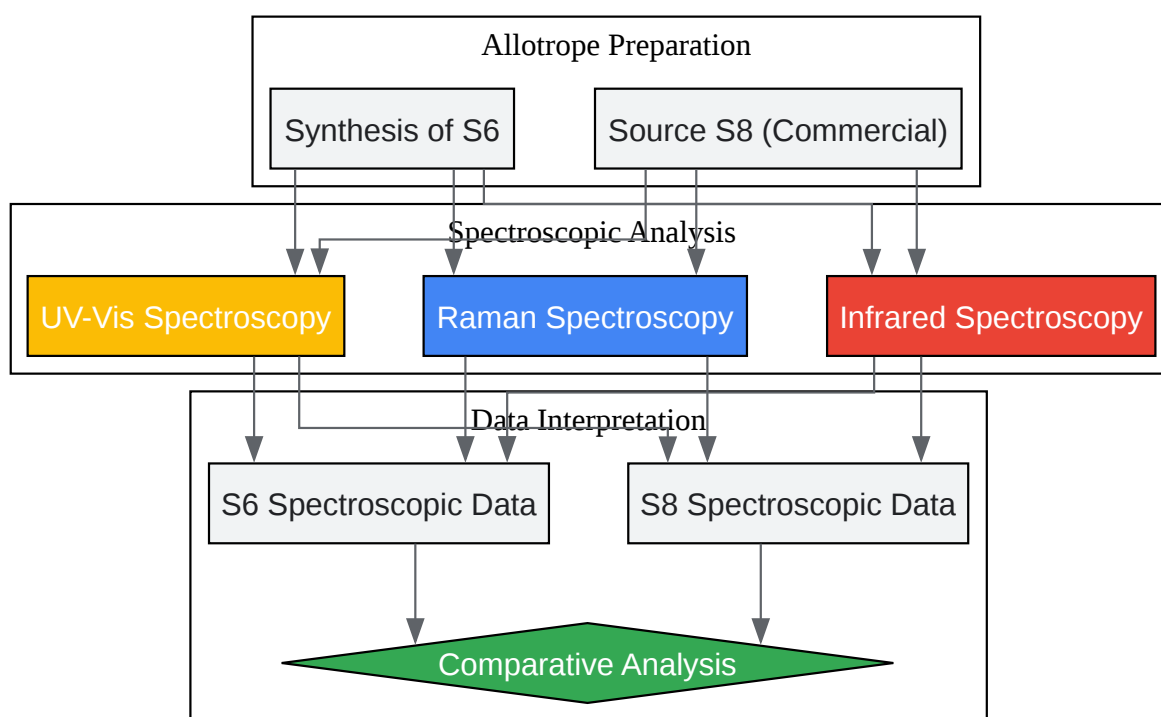 Allotrope Preparation
Synthesis of S6
Source S8 (Commercial)
Spectroscopic Analysis
UV-Vis Spectroscopy
Raman Spectroscopy
Infrared Spectroscopy
Data Interpretation
S6 Spectroscopic Data
S8 Spectroscopic Data
Comparative Analysis